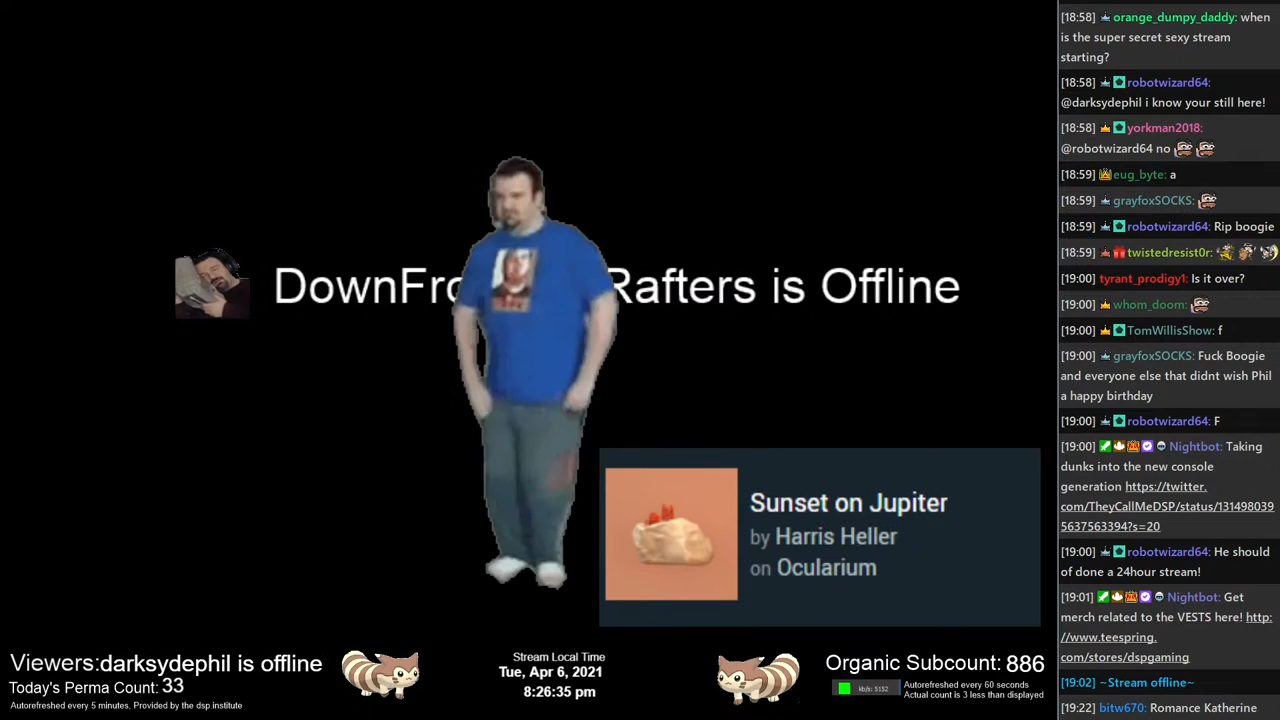 DownFro Rafters is Offline
Sunset on Jupiter
by Harris Heller
on Ocularium
Viewers:darksydephil is offline
Today's Perma Count: 33
Autorefreshed every 5 minutes. Provided by the dsp.institute
Stream Local Time
Tue, Apr 6, 2021
8:26:35 pm
Organic Subcount: 886
kb/s: 5152
Autorefreshed every 60 seconds
Actual count is 3 less than displayed
[18:58] orange_dumpy_daddy: when
is the super secret sexy stream
starting?
[18:58] robotwizard64:
@darksydephil i know your still here!
[18:58] yorkman2018:
@robotwizard64 no
[18:59] eug_byte: a
[18:59] grayfoxSOCKS:
[18:59] robotwizard64: Rip boogie
[18:59] twistedresist0r:
[19:00] tyrant_prodigy1: Is it over?
[19:00] whom_doom:
[19:00] TomWillisShow: f
[19:00] grayfoxSOCKS: Fuck Boogie
and everyone else that didnt wish Phil
a happy birthday
[19:00] robotwizard64: F
[19:00] Nightbot: Taking
dunks into the new console
generation https://twitter.
com/TheyCallMeDSP/status/131498039
5637563394?s=20
[19:00] robotwizard64: He should
of done a 24hour stream!
[19:01] Nightbot: Get
merch related to the VESTS here! http:
//www.teespring.
com/stores/dspgaming
[19:02] ~Stream offline~
[19:22] bitw670: Romance Katherine